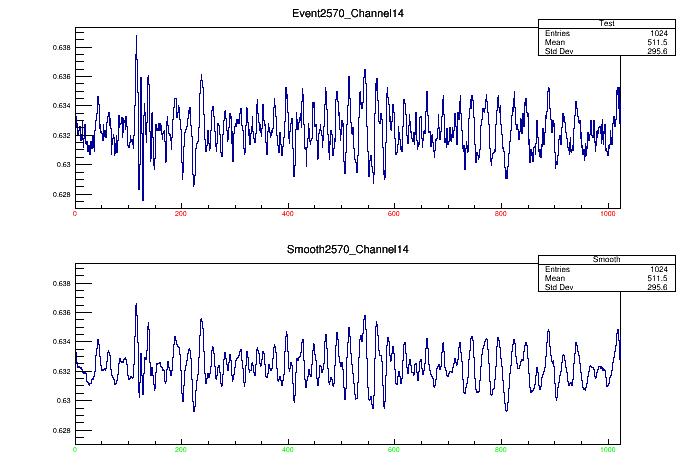 Event2570_Channel14
Test
Entries 1024
Mean 511.5
Std Dev 295.6
0.638
0.636
0.634
0.632
0.63
0.628
0 200 400 600 800 1000
Smooth2570_Channel14
Smooth
Entries 1024
Mean 511.5
Std Dev 295.6
0.638
0.636
0.634
0.632
0.63
0.628
0 200 400 600 800 1000